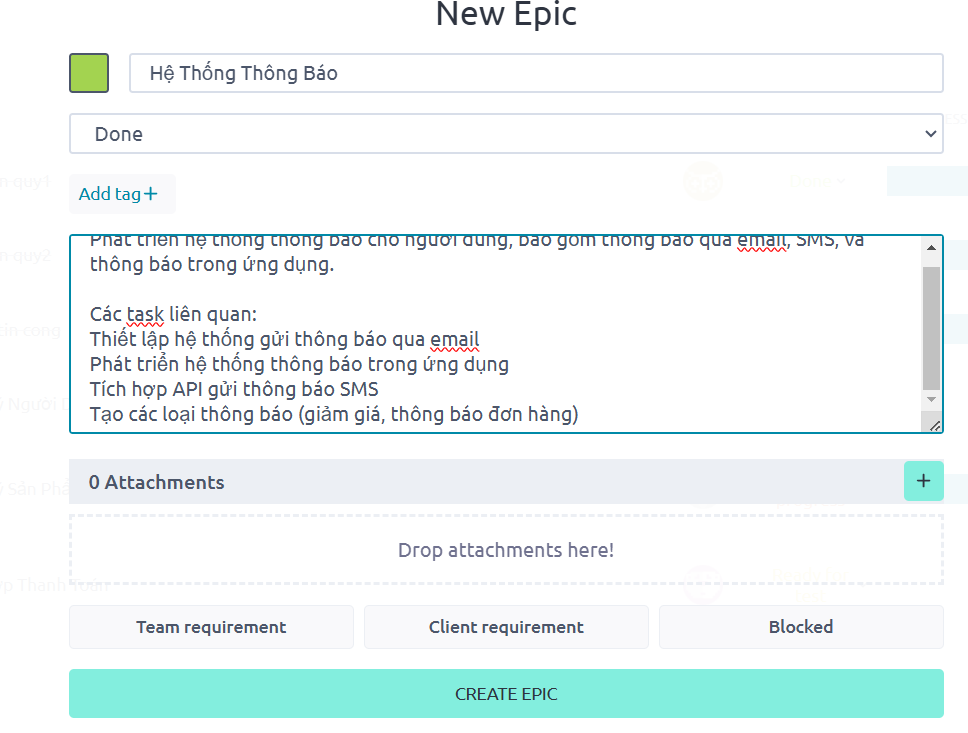 New Epic
Hệ Thống Thông Báo
Done
Add tag+
Phát triển hệ thống thông báo cho người dùng, bao gồm thông báo qua email, SMS, và
thông báo trong ứng dụng.
Các task liên quan:
Thiết lập hệ thống gửi thông báo qua email
Phát triển hệ thống thông báo trong ứng dụng
Tích hợp API gửi thông báo SMS
Tạo các loại thông báo (giảm giá, thông báo đơn hàng)
0 Attachments
+
Drop attachments here!
Team requirement
Client requirement
Blocked
CREATE EPIC